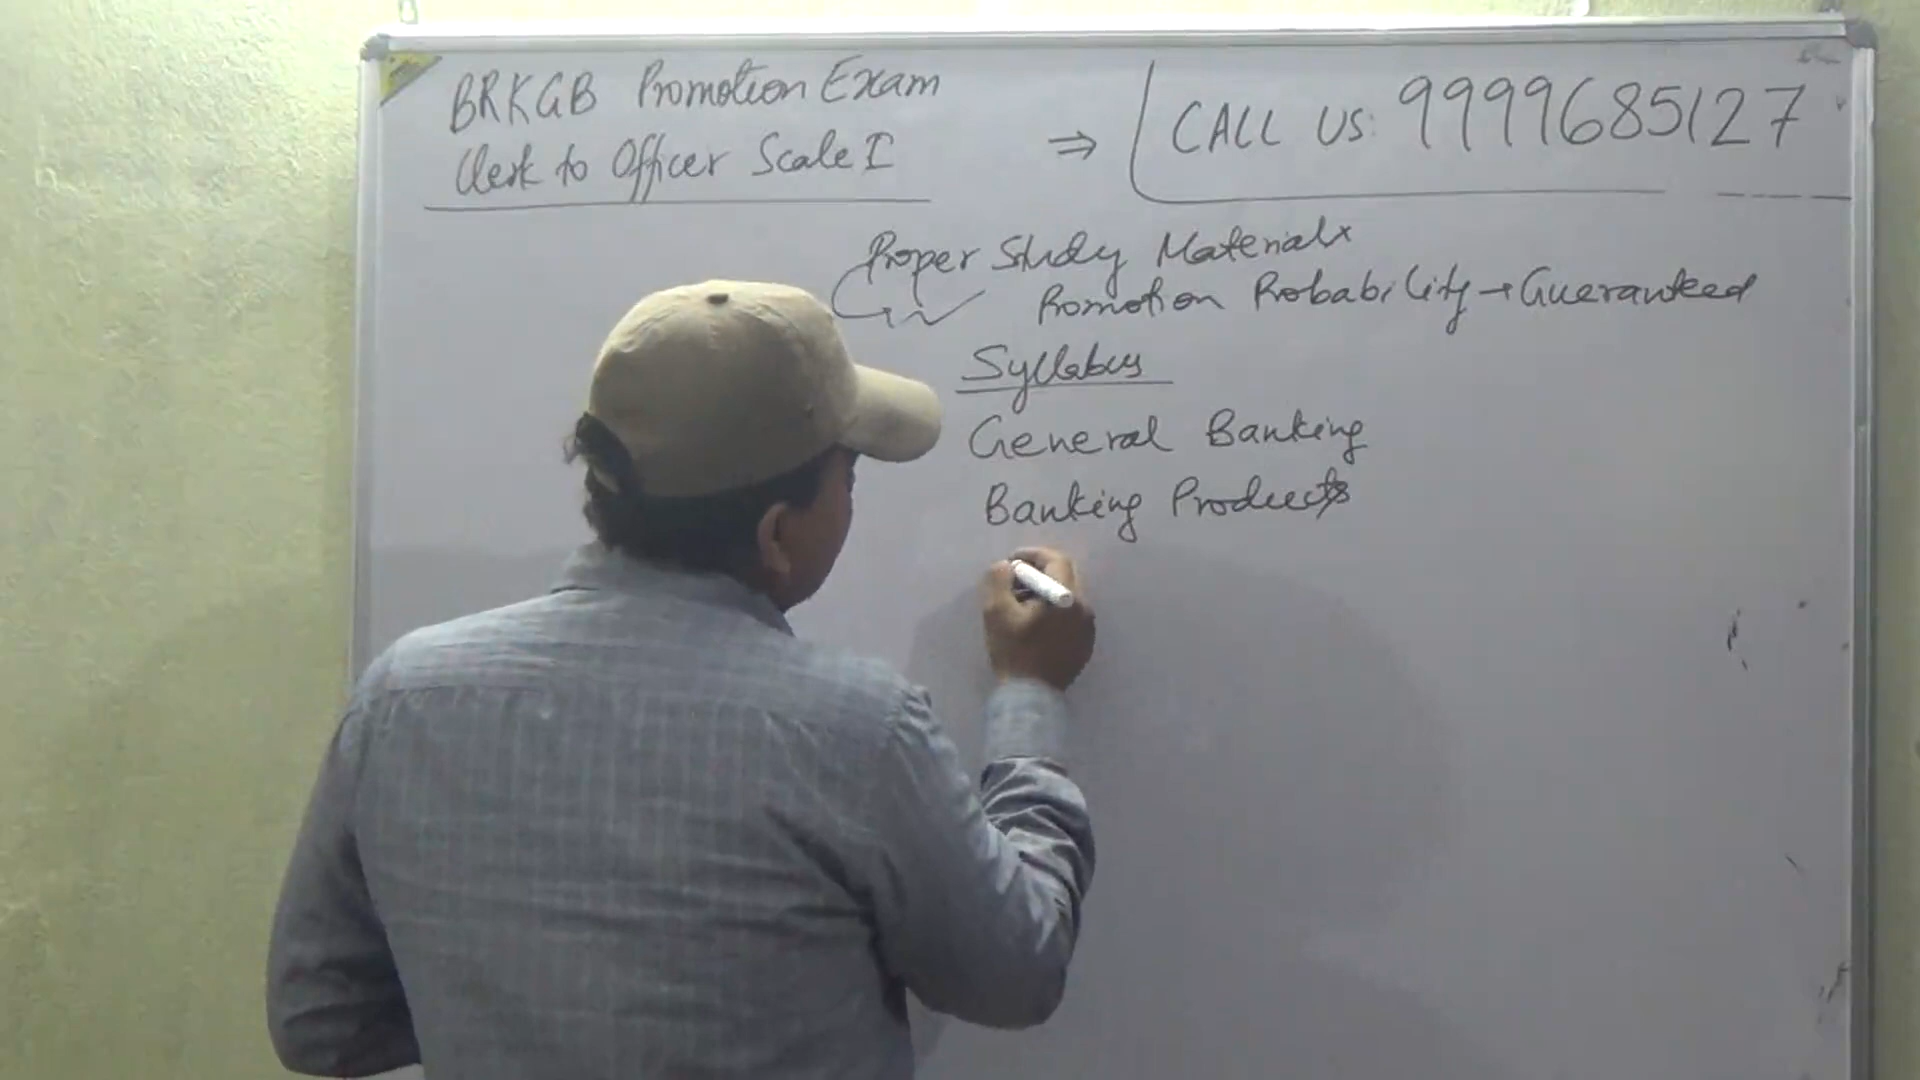 BRKGB Promotion Exam
Clerk to Officer Scale I
⇒ CALL US: 9999685127
Proper Study Materials
Promotion Probability → Gueranteed
Syllabus
General Banking
Banking Products